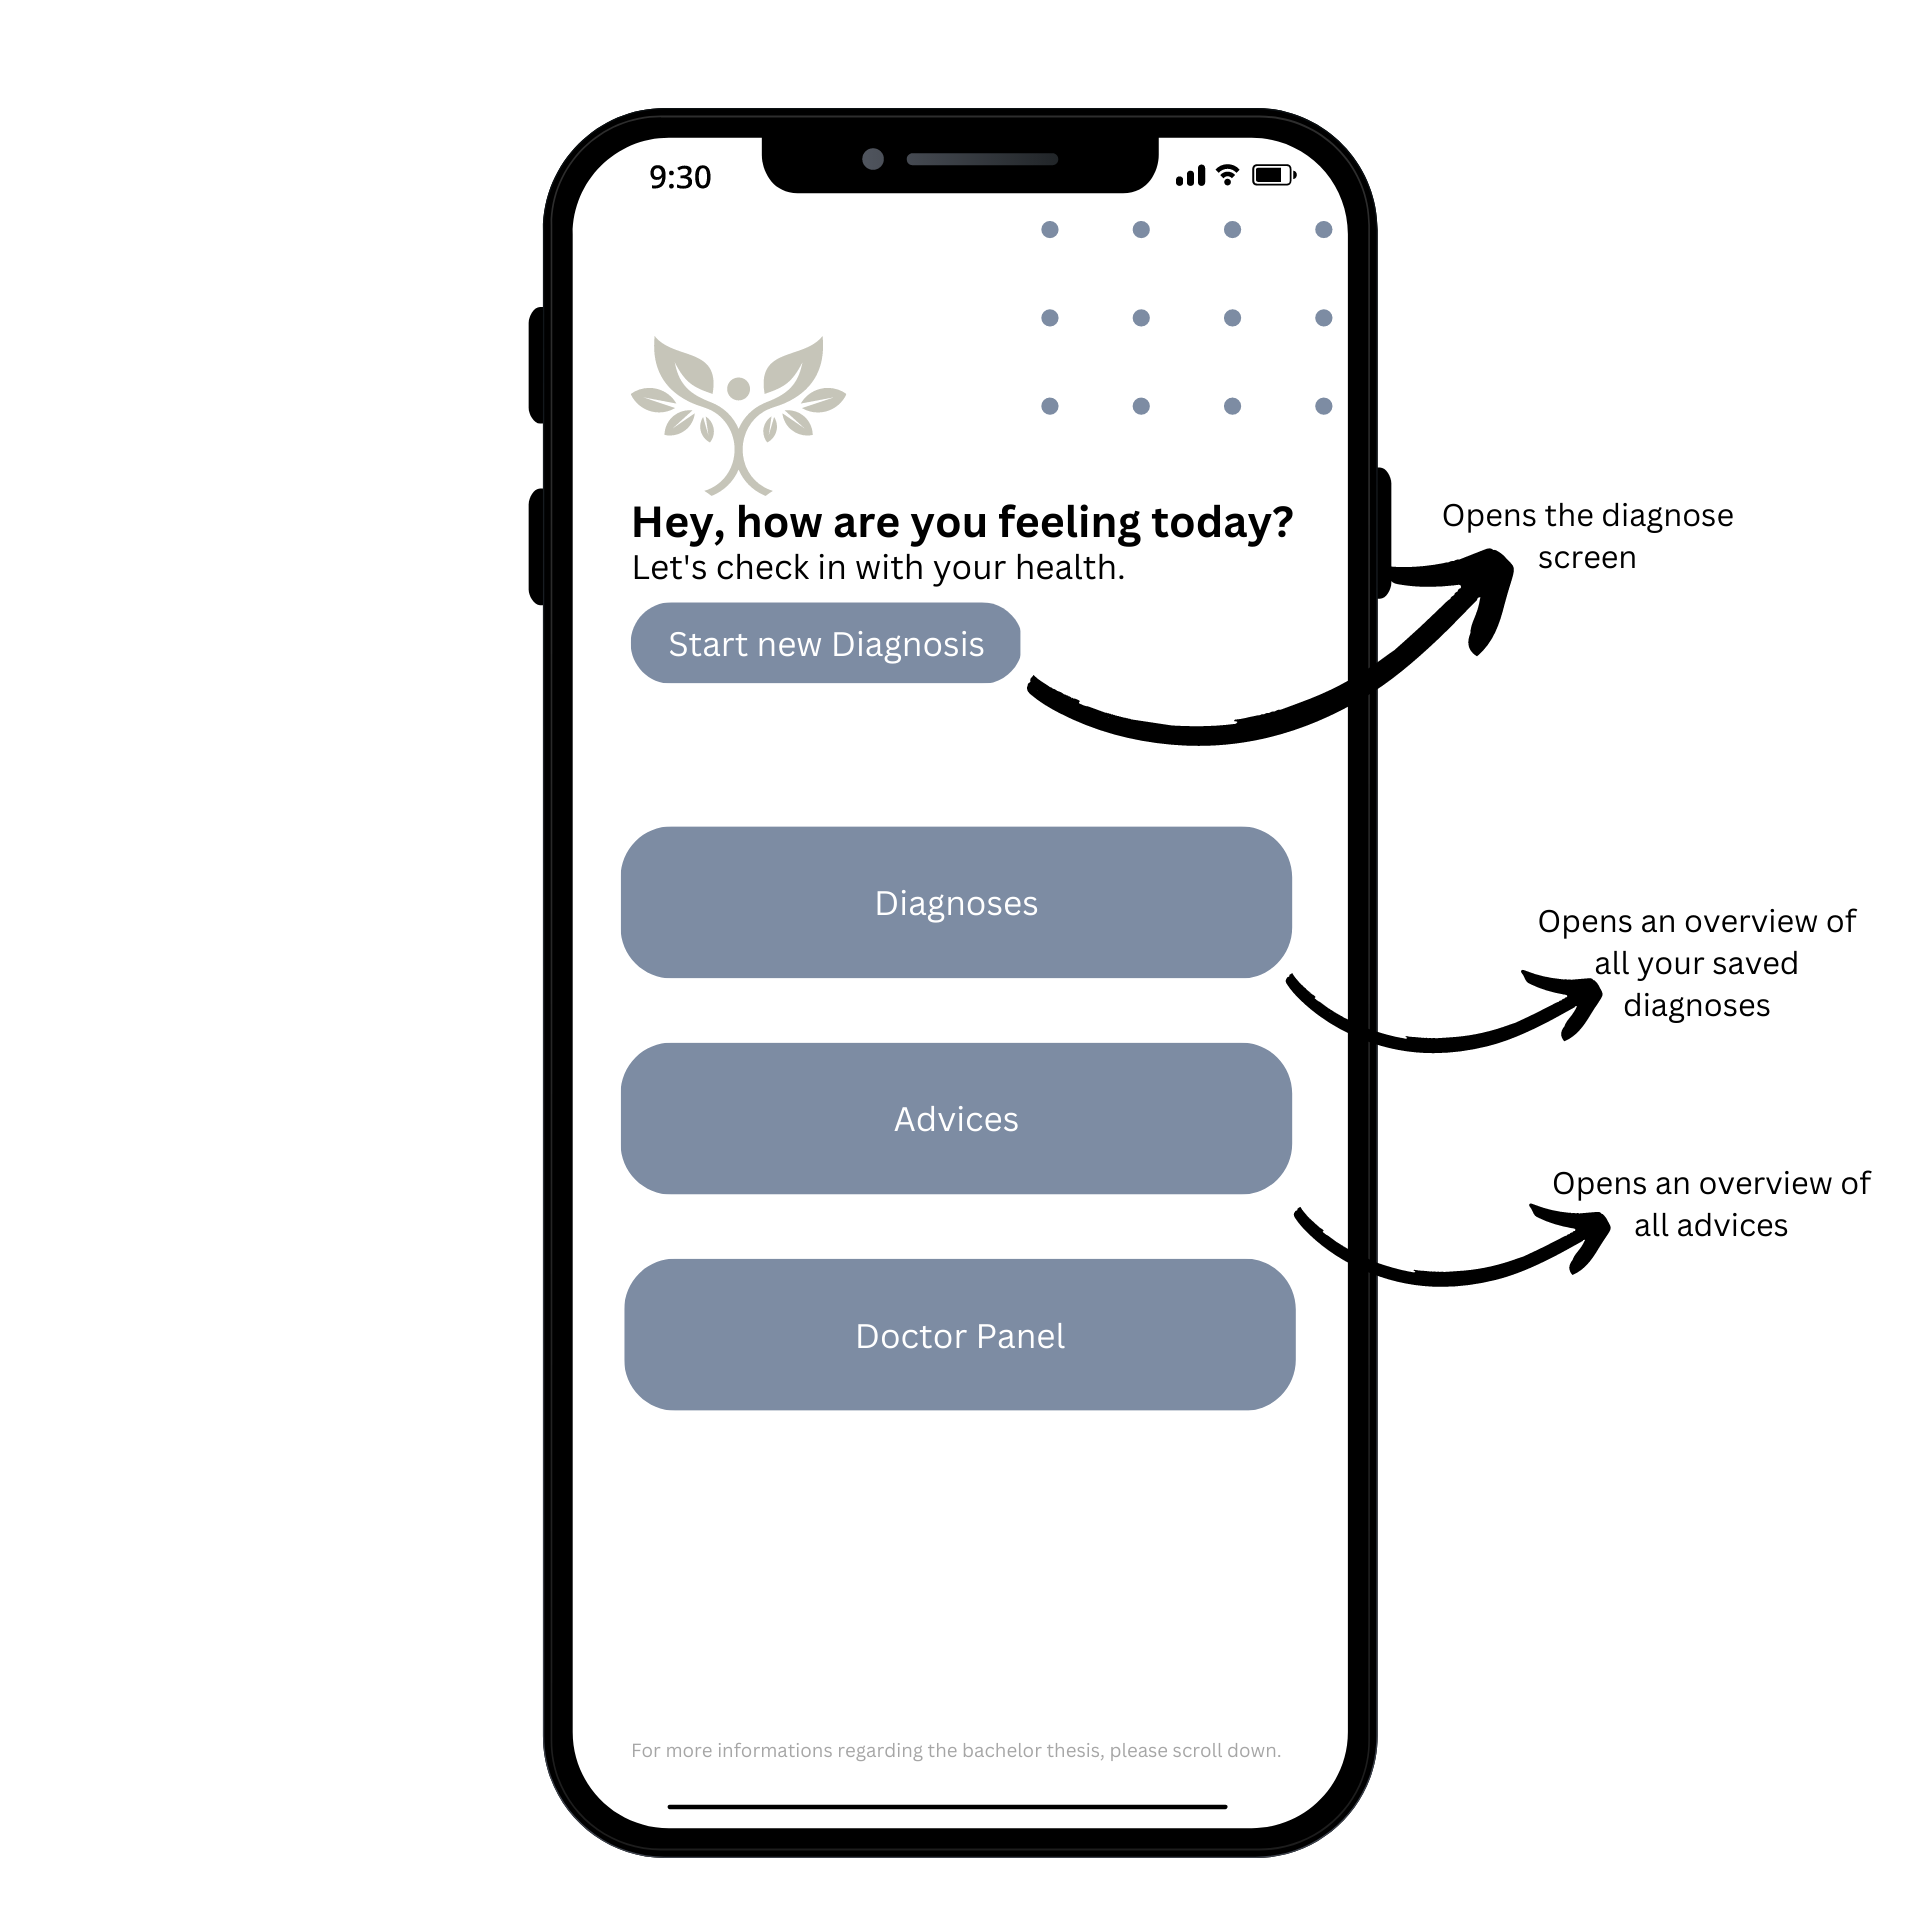 9:30
Hey, how are you feeling today?
Let's check in with your health.
Start new Diagnosis
Opens the diagnose
screen
Diagnoses
Opens an overview of
all your saved
diagnoses
Advices
Opens an overview of
all advices
Doctor Panel
For more informations regarding the bachelor thesis, please scroll down.